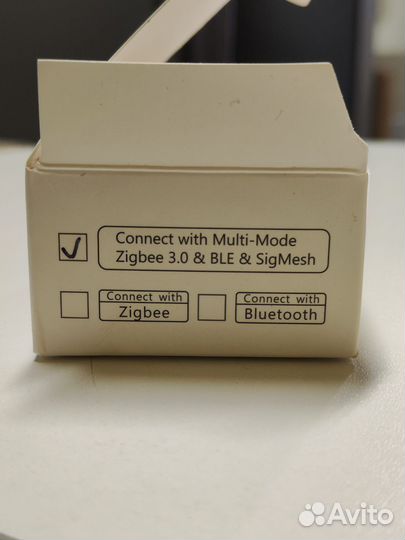 Connect with Multi-Mode
Zigbee 3.0 & BLE & SigMesh
Connect with
Zigbee
Connect with
Bluetooth
Avito